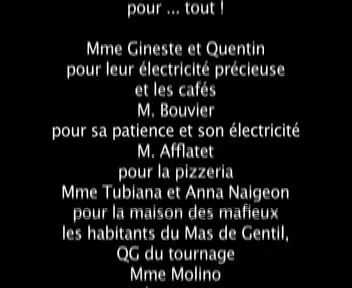 pour ... tout !
Mme Gineste et Quentin
pour leur électricité précieuse
et les cafés
M. Bouvier
pour sa patience et son électricité
M. Afflatet
pour la pizzeria
Mme Tubiana et Anna Naigeon
pour la maison des mafieux
les habitants du Mas de Gentil,
QG du tournage
Mme Molino